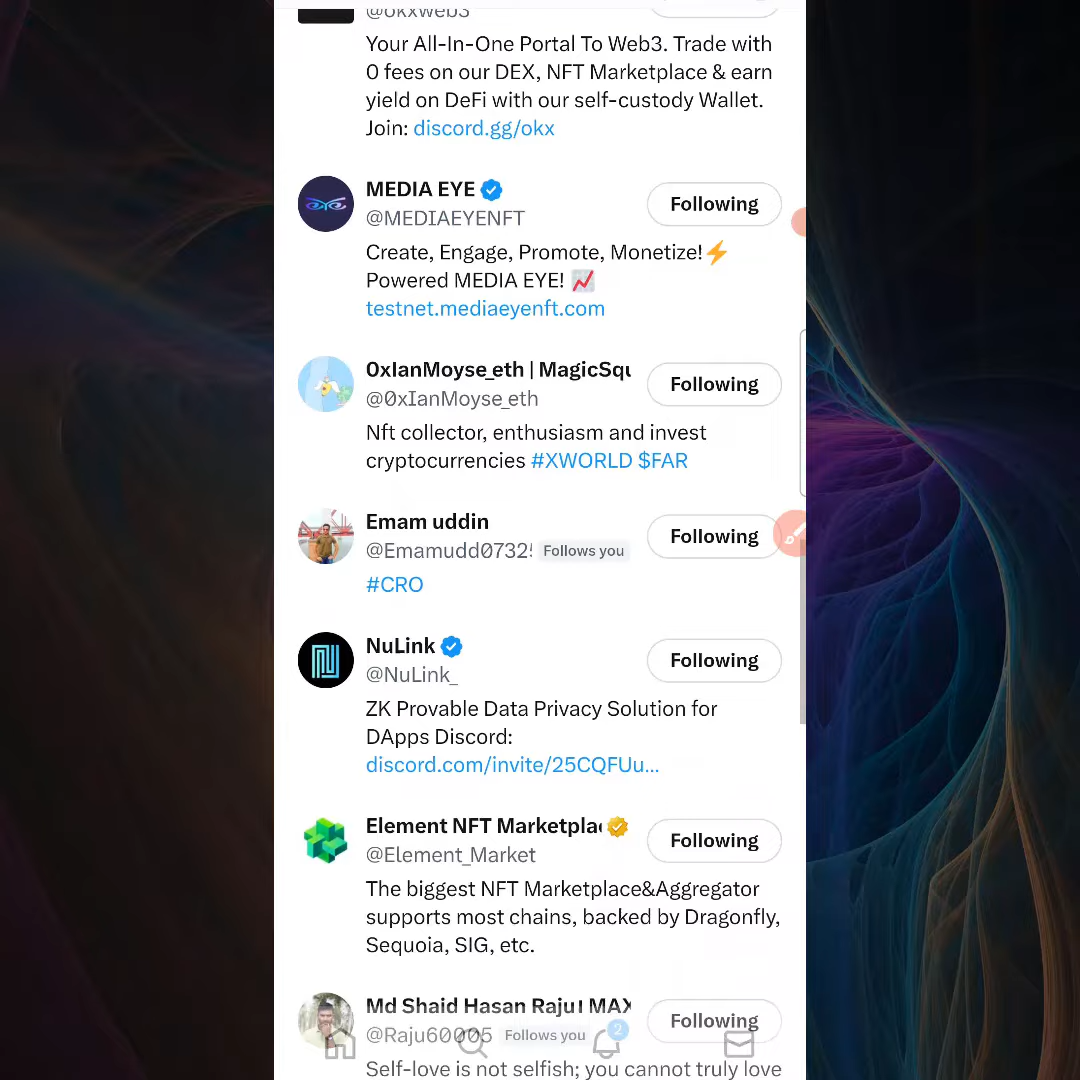 @okxweb3
Your All-In-One Portal To Web3. Trade with
0 fees on our DEX, NFT Marketplace & earn
yield on DeFi with our self-custody Wallet.
Join: discord.gg/okx
MEDIA EYE
@MEDIAEYENFT
Following
Create, Engage, Promote, Monetize!⚡
Powered MEDIA EYE! 📈
testnet.mediaeyenft.com
0xIanMoyse_eth | MagicSqu
@0xIanMoyse_eth
Following
Nft collector, enthusiasm and invest
cryptocurrencies #XWORLD $FAR
Emam uddin
@Emamudd0732 Follows you
Following
#CRO
NuLink
@NuLink_
Following
ZK Provable Data Privacy Solution for
DApps Discord:
discord.com/invite/25CQFUu...
Element NFT Marketpla
@Element_Market
Following
The biggest NFT Marketplace&Aggregator
supports most chains, backed by Dragonfly,
Sequoia, SIG, etc.
Md Shaid Hasan Raju। MAX
@Raju60005 Follows you
Following
2
Self-love is not selfish; you cannot truly love